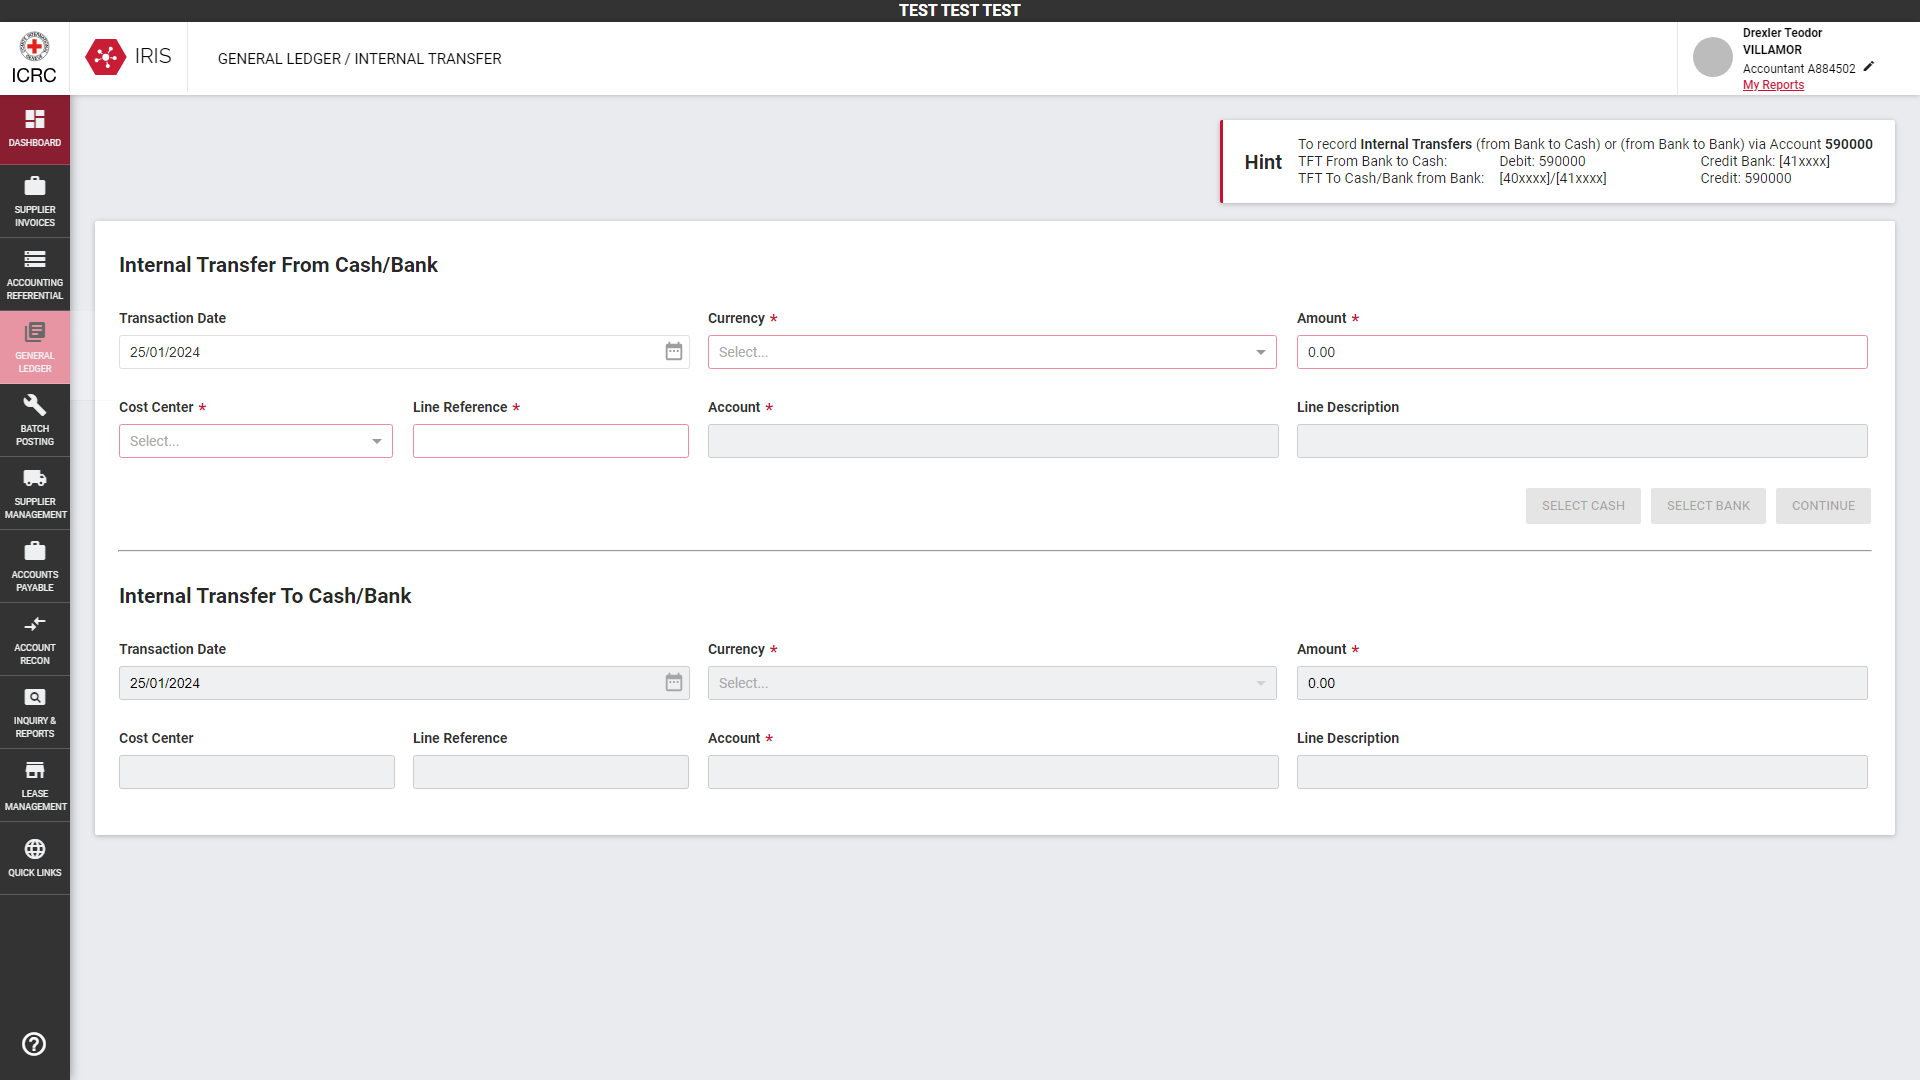 TEST TEST TEST
ICRC
IRIS
GENERAL LEDGER / INTERNAL TRANSFER
Drexler Teodor
VILLAMOR
Accountant A884502
My Reports
DASHBOARD
SUPPLIER
INVOICES
ACCOUNTING
REFERENTIAL
GENERAL
LEDGER
BATCH
POSTING
SUPPLIER
MANAGEMENT
ACCOUNTS
PAYABLE
ACCOUNT
RECON
INQUIRY &
REPORTS
LEASE
MANAGEMENT
QUICK LINKS
Hint
To record Internal Transfers (from Bank to Cash) or (from Bank to Bank) via Account 590000
TFT From Bank to Cash: Debit: 590000 Credit Bank: [41xxxx]
TFT To Cash/Bank from Bank: [40xxxx]/[41xxxx] Credit: 590000
Internal Transfer From Cash/Bank
Transaction Date Currency * Amount *
25/01/2024 Select... 0.00
Cost Center * Line Reference * Account * Line Description
Select...
SELECT CASH SELECT BANK CONTINUE
Internal Transfer To Cash/Bank
Transaction Date Currency * Amount *
25/01/2024 Select... 0.00
Cost Center Line Reference Account * Line Description